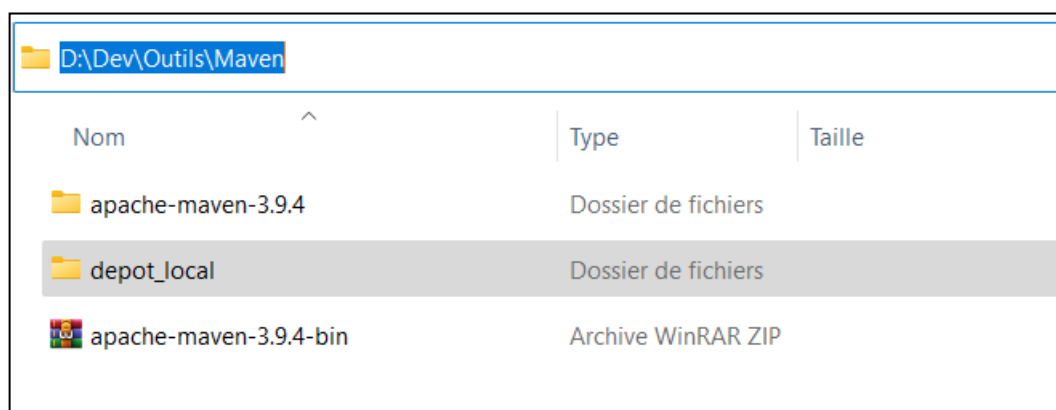 D:\Dev\Outils\Maven
Nom Type Taille
apache-maven-3.9.4 Dossier de fichiers
depot_local Dossier de fichiers
apache-maven-3.9.4-bin Archive WinRAR ZIP